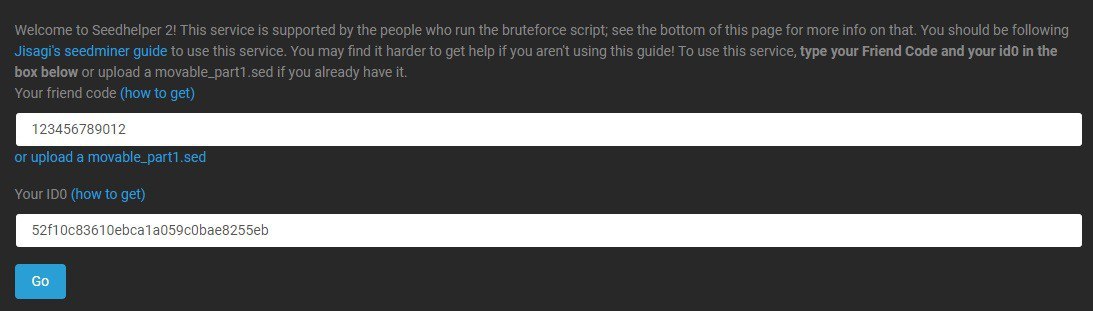 Welcome to Seedhelper 2! This service is supported by the people who run the bruteforce script; see the bottom of this page for more info on that. You should be following
Jisagi's seedminer guide to use this service. You may find it harder to get help if you aren't using this guide! To use this service, type your Friend Code and your id0 in the
box below or upload a movable_part1.sed if you already have it.
Your friend code (how to get)
123456789012
or upload a movable_part1.sed
Your ID0 (how to get)
52f10c83610ebca1a059c0bae8255eb
Go